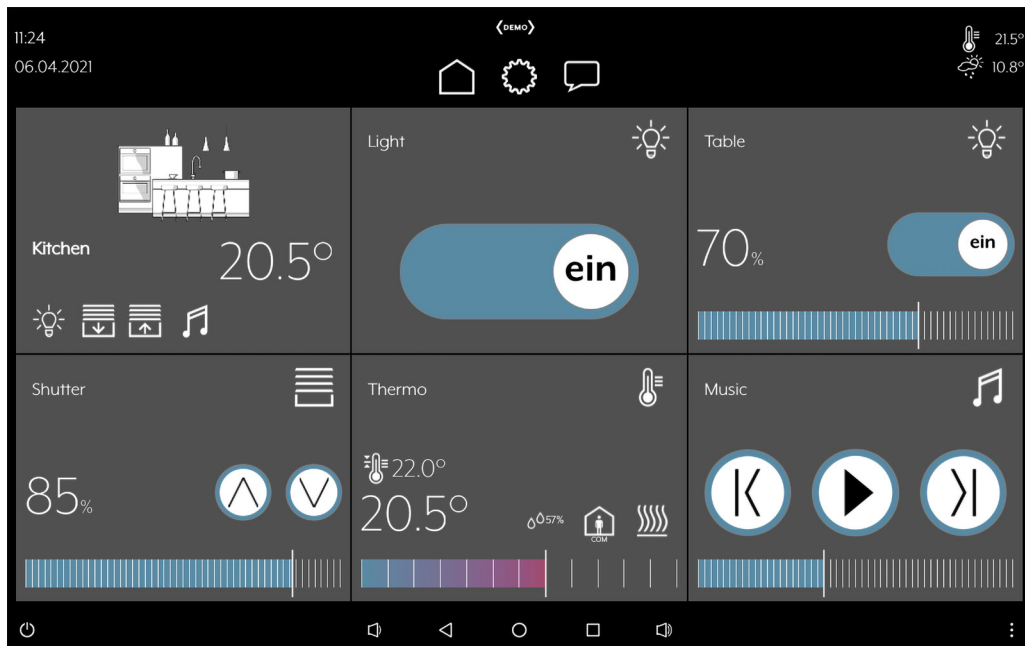 DEMO
11:24
21.5°
06.04.2021
10.8°
Kitchen
20.5°
Light
ein
Table
70%
ein
Shutter
85%
Thermo
22.0°
20.5°
57%
COM
Music